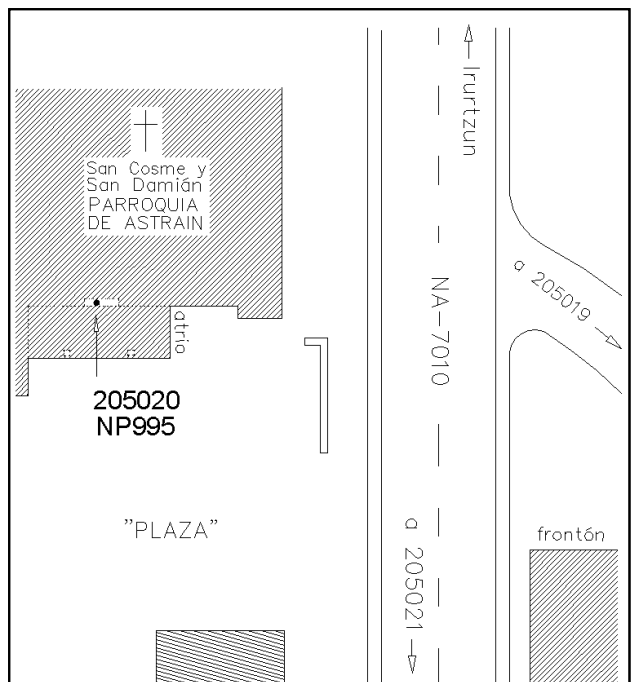 San Cosme y
San Damián
PARROQUIA
DE ASTRAIN
atrio
205020
NP995
"PLAZA"
Irurtzun
NA-7010
a 205021
a 205019
frontón